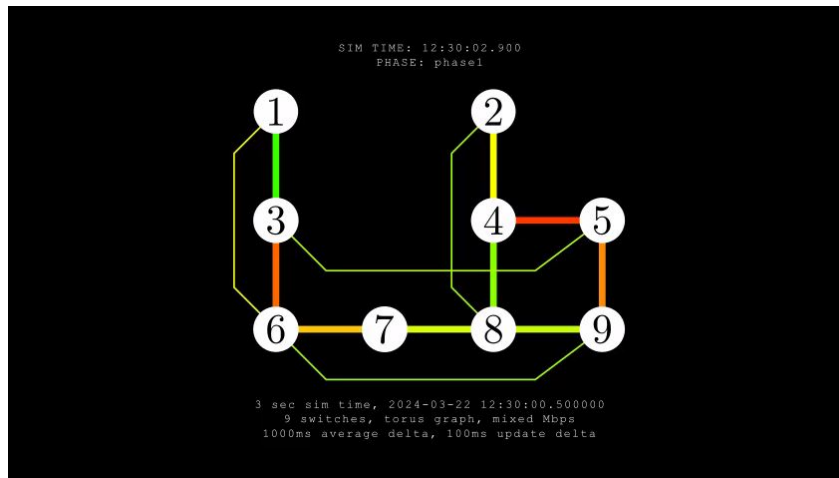 SIM TIME: 12:30:02.900
PHASE: phase1
1 2
3 4 5
6 7 8 9
3 sec sim time, 2024-03-22 12:30:00.500000
9 switches, torus graph, mixed Mbps
1000ms average delta, 100ms update delta